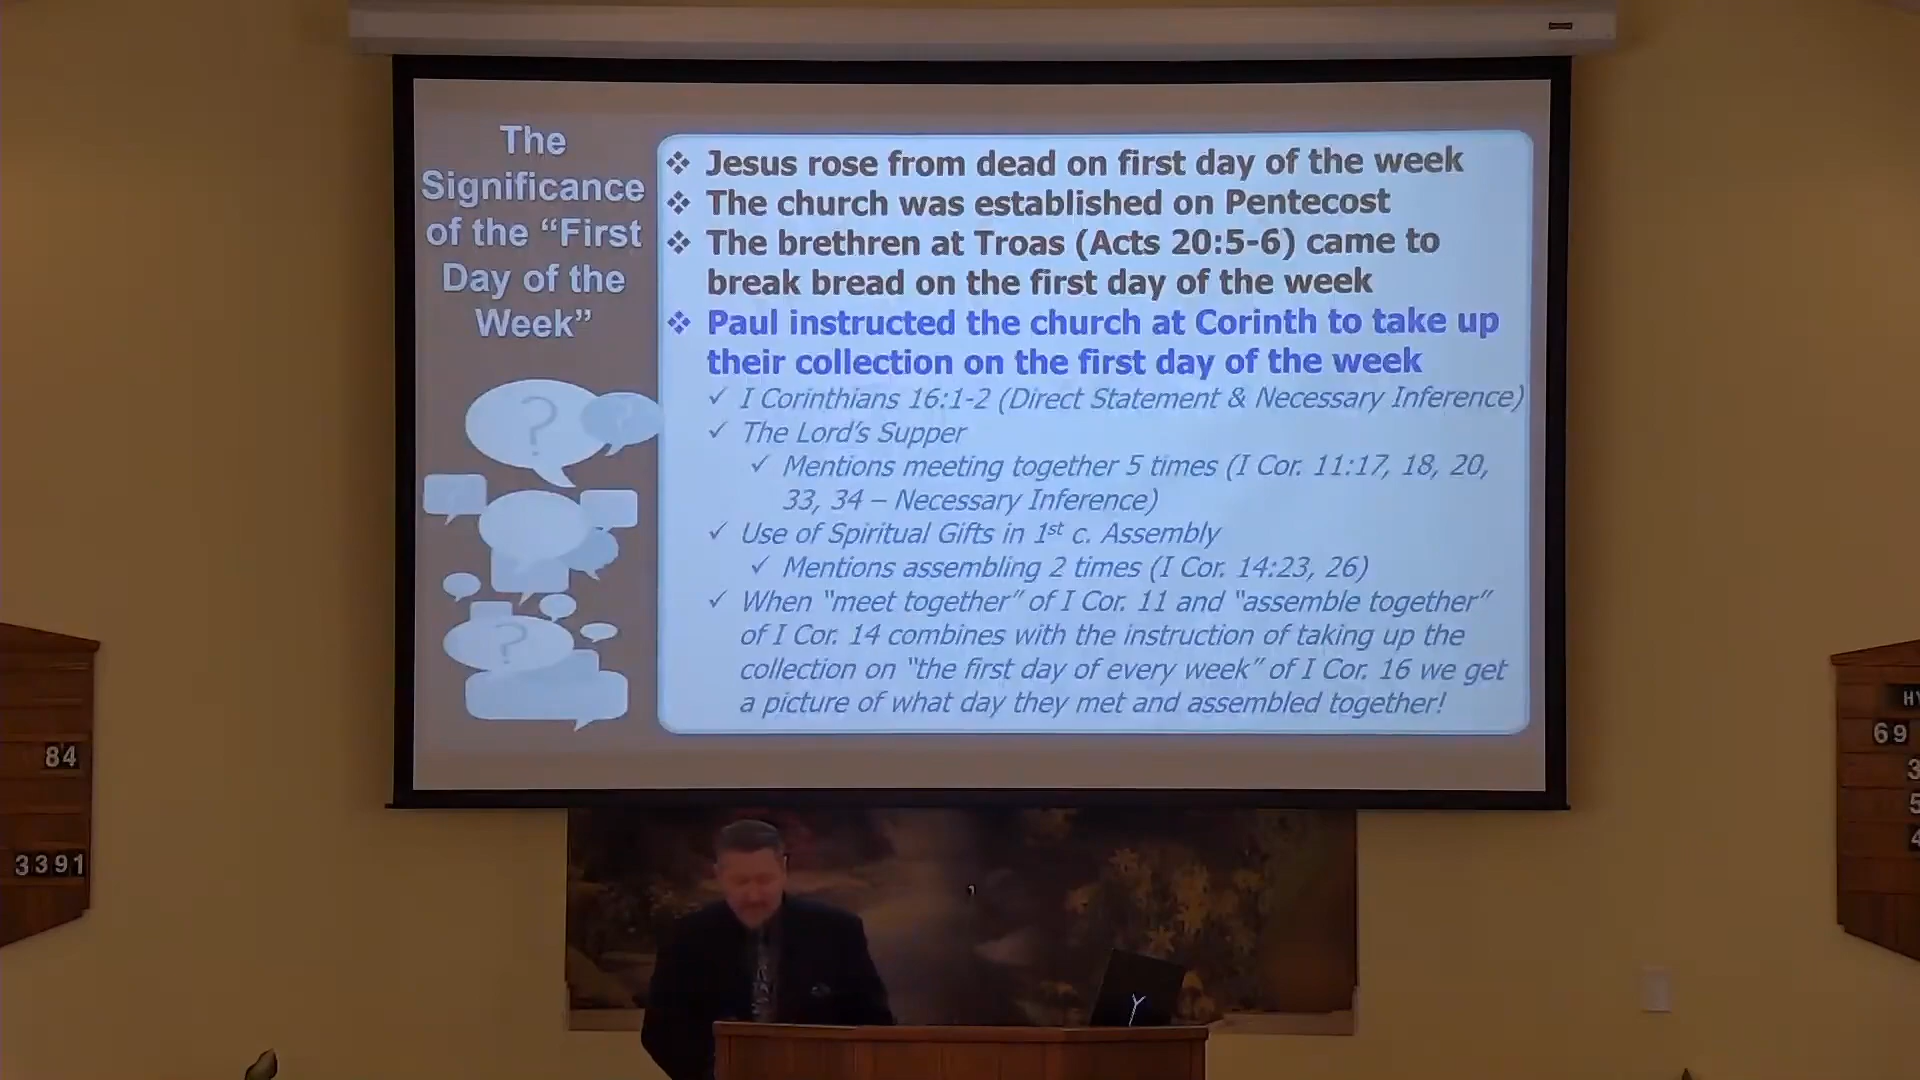 The
Significance
of the “First
Day of the
Week”
❖ Jesus rose from dead on first day of the week
❖ The church was established on Pentecost
❖ The brethren at Troas (Acts 20:5-6) came to
break bread on the first day of the week
❖ Paul instructed the church at Corinth to take up
their collection on the first day of the week
✓ I Corinthians 16:1-2 (Direct Statement & Necessary Inference)
✓ The Lord’s Supper
✓ Mentions meeting together 5 times (I Cor. 11:17, 18, 20,
33, 34 – Necessary Inference)
✓ Use of Spiritual Gifts in 1st c. Assembly
✓ Mentions assembling 2 times (I Cor. 14:23, 26)
✓ When “meet together” of I Cor. 11 and “assemble together”
of I Cor. 14 combines with the instruction of taking up the
collection on “the first day of every week” of I Cor. 16 we get
a picture of what day they met and assembled together!
?
?
?
84
3391
HY
69
3
5
4